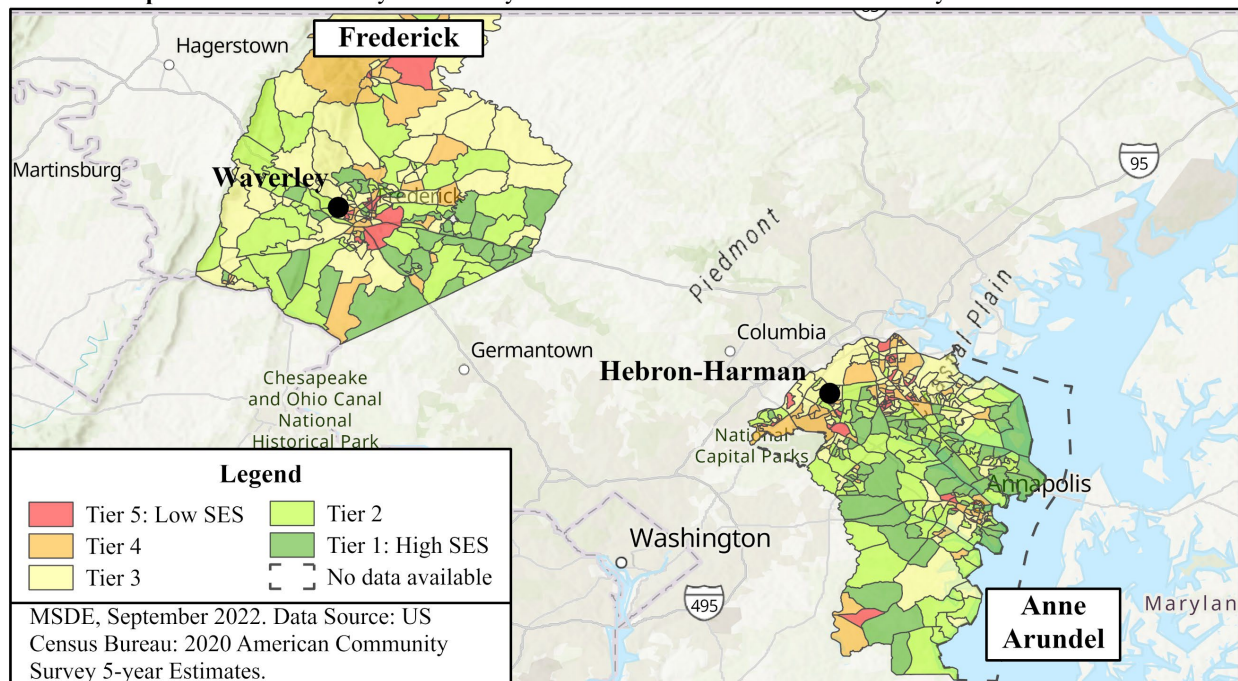 Frederick
Hagerstown
Martinsburg
Waverley
Frederick
95
Piedmont
al Plain
Columbia
Hebron-Harman
Germantown
Chesapeake
and Ohio Canal
National
Historical Park
National
Capital Parks
Annapolis
Washington
495
Anne
Arundel
Marylan
Legend
Tier 5: Low SES
Tier 4
Tier 3
Tier 2
Tier 1: High SES
No data available
MSDE, September 2022. Data Source: US
Census Bureau: 2020 American Community
Survey 5-year Estimates.